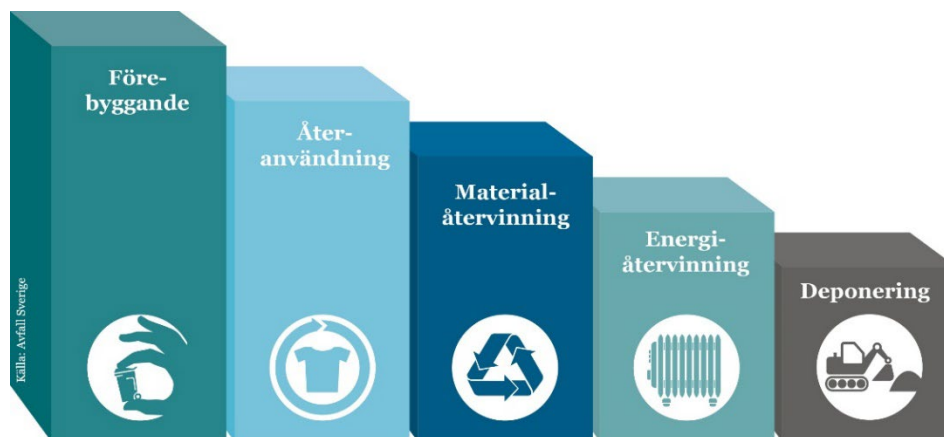 Före-
byggande
Åter-
användning
Material-
återvinning
Energi-
återvinning
Deponering
Källa: Avfall Sverige